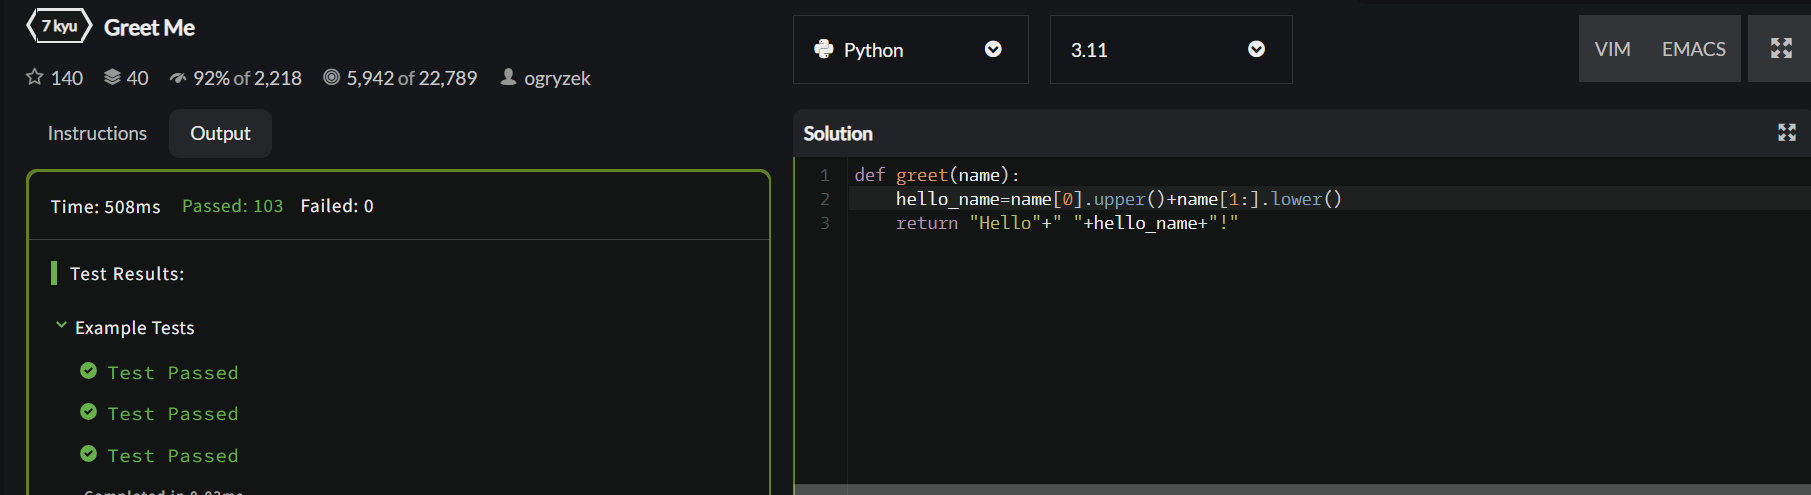 7 kyu Greet Me
140 40 92% of 2,218 5,942 of 22,789 ogryzek
Instructions Output
Time: 508ms Passed: 103 Failed: 0
Test Results:
Example Tests
Test Passed
Test Passed
Test Passed
Python 3.11 VIM EMACS
Solution
1 def greet(name):
2 hello_name=name[0].upper()+name[1:].lower()
3 return "Hello"+" "+hello_name+"!"